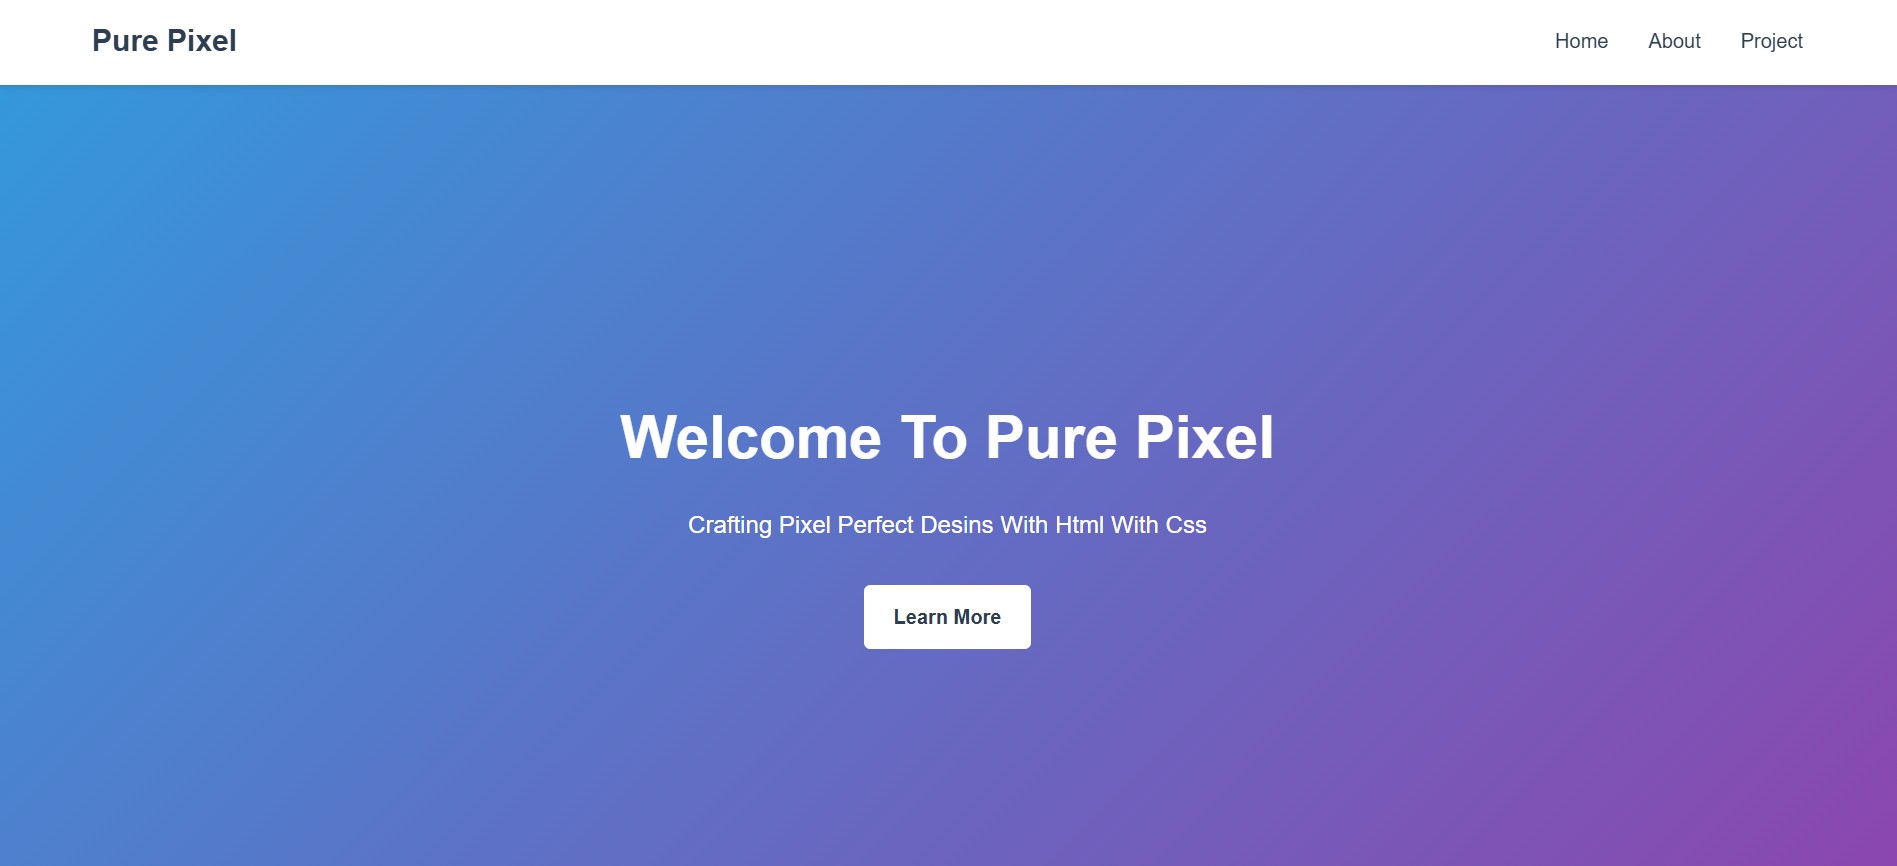 Pure Pixel
Home About Project
Welcome To Pure Pixel
Crafting Pixel Perfect Desins With Html With Css
Learn More